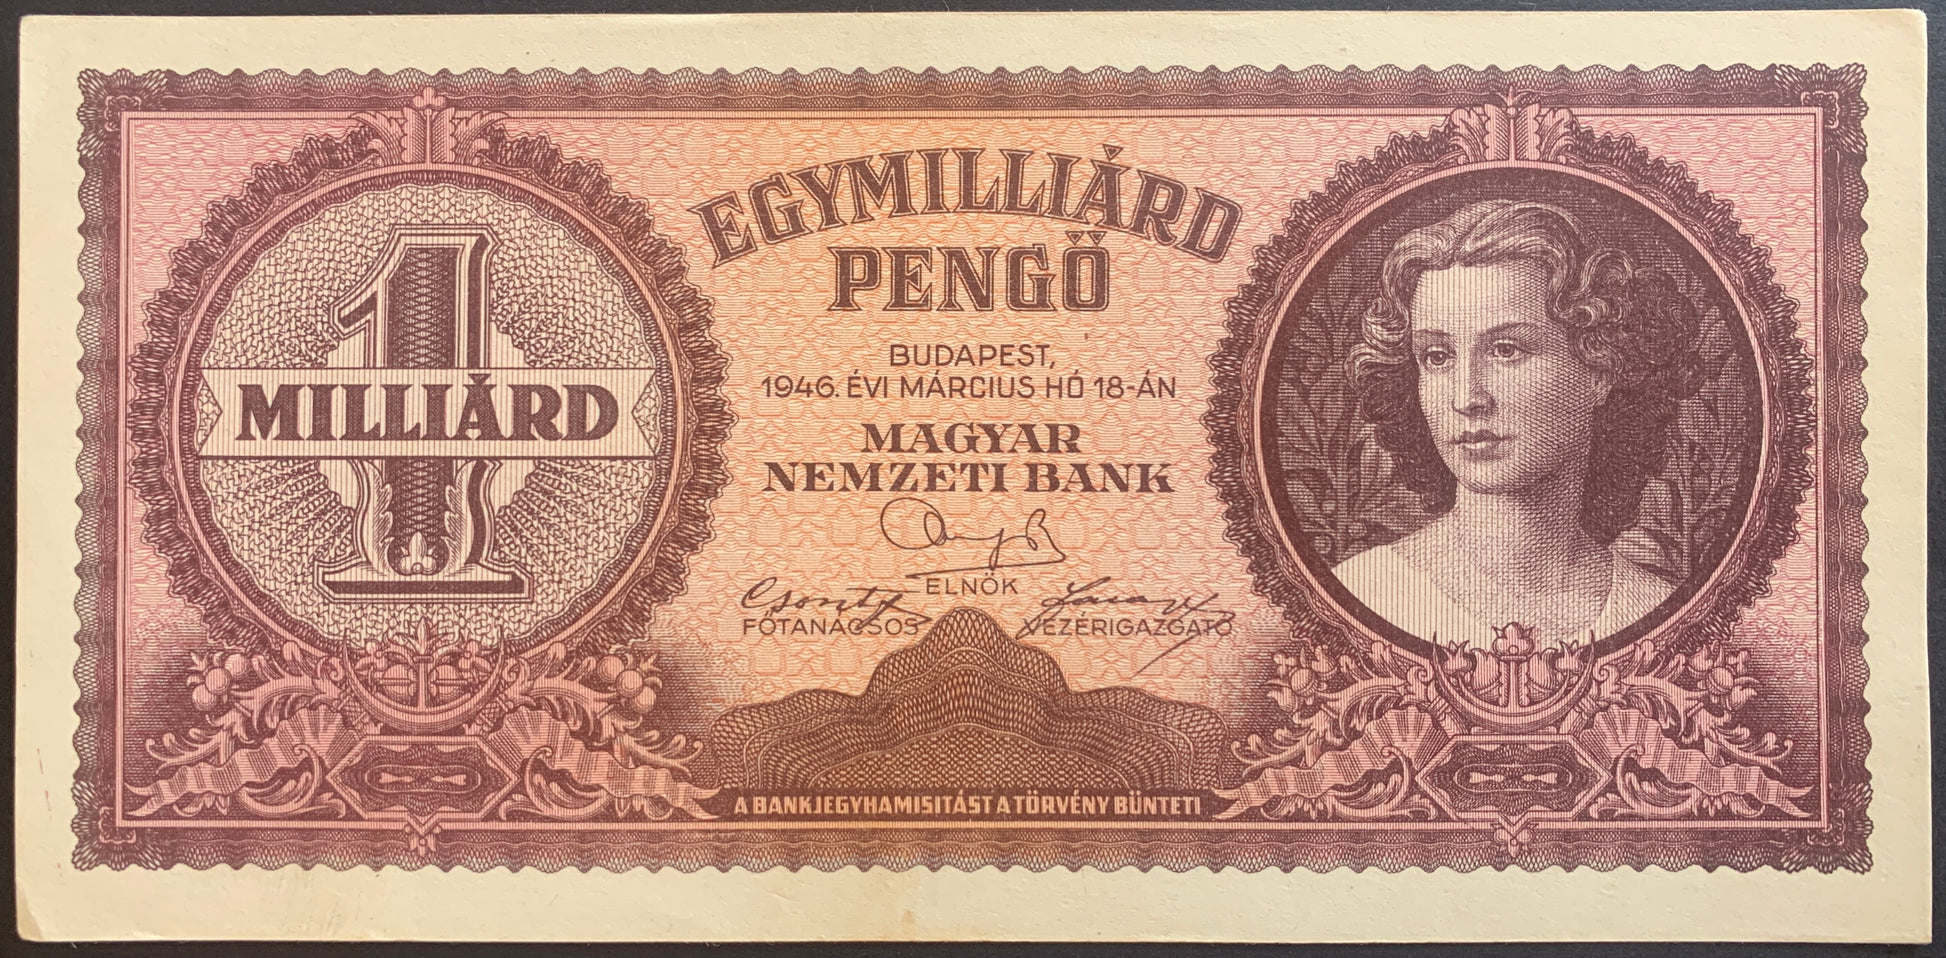 EGYMILLIÁRD
PENGŐ
1
MILLIÁRD
BUDAPEST,
1946. ÉVI MÁRCIUS HÓ 18-ÁN
MAGYAR
NEMZETI BANK
ELNÖK
FŐTANÁCSOS
VEZÉRIGAZGATÓ
A BANKJEGYHAMISITÁST A TÖRVÉNY BÜNTETI